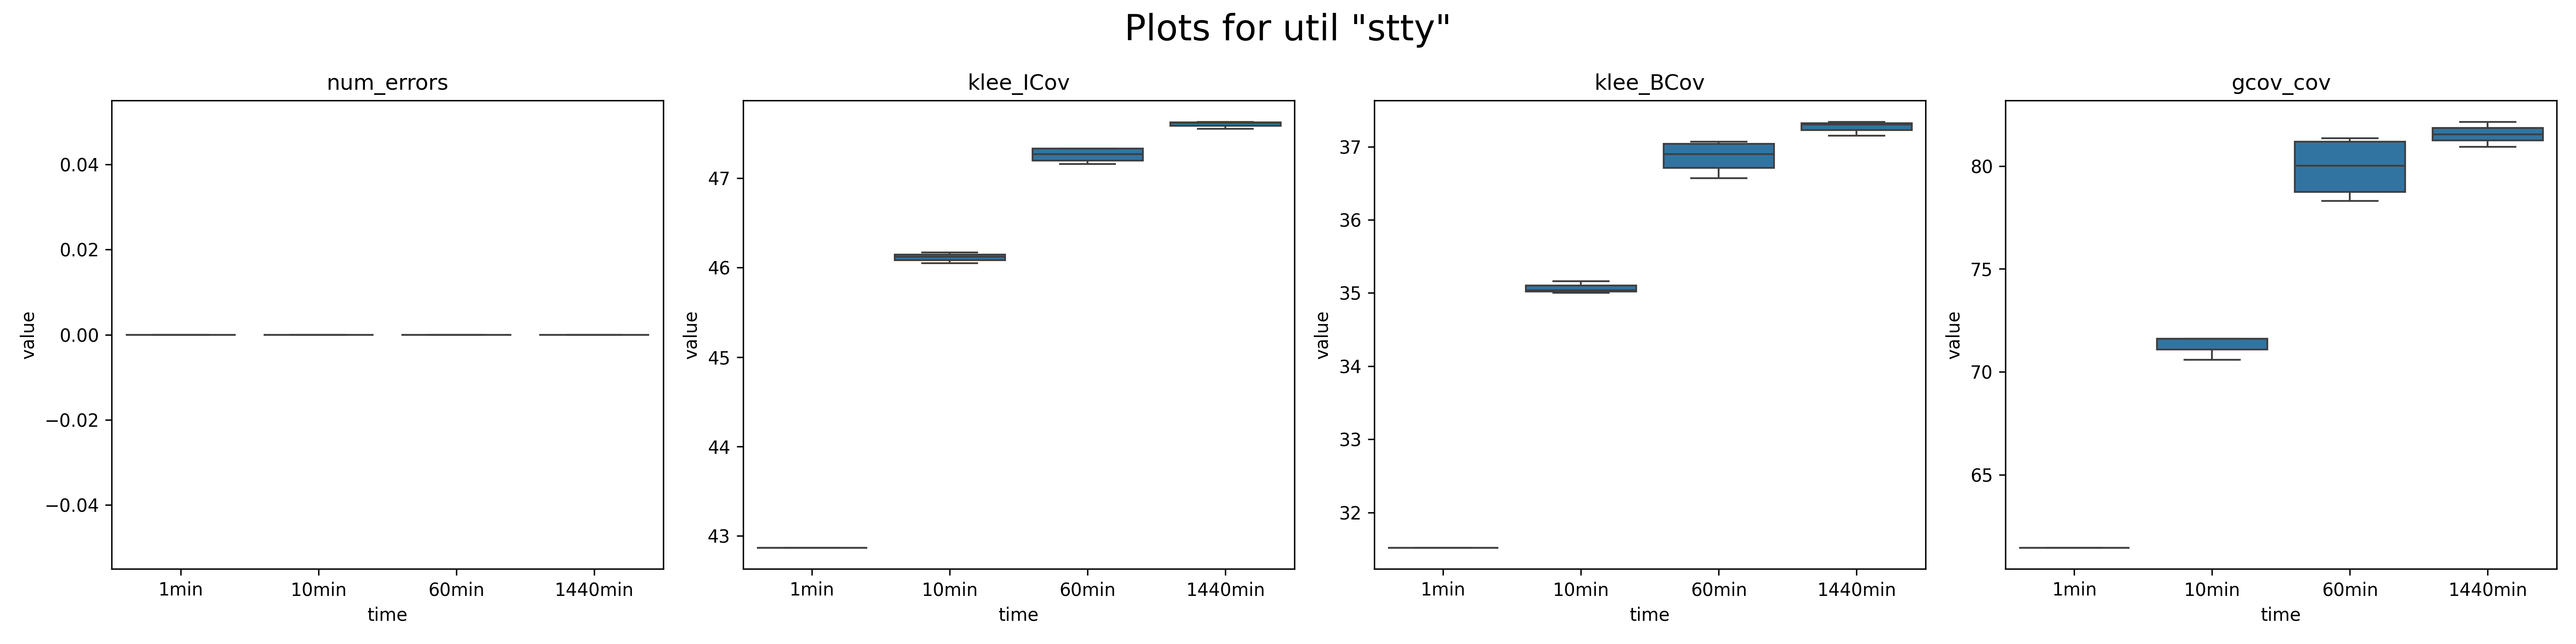 Plots for util "stty"
num_errors
value
0.04
0.02
0.00
−0.02
−0.04
1min 10min 60min 1440min
time
klee_ICov
value
47
46
45
44
43
1min 10min 60min 1440min
time
klee_BCov
value
37
36
35
34
33
32
1min 10min 60min 1440min
time
gcov_cov
value
80
75
70
65
1min 10min 60min 1440min
time